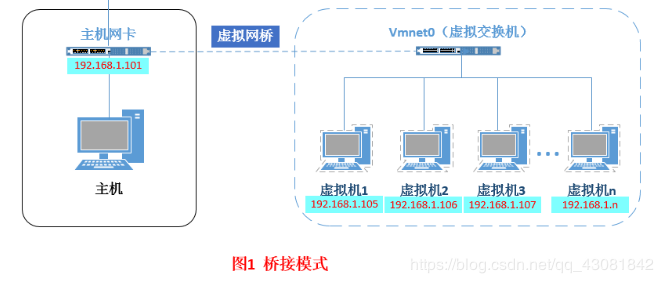 主机网卡
虚拟网桥
Vmnet0（虚拟交换机）
192.168.1.101
主机
虚拟机1
虚拟机2
虚拟机3
虚拟机n
192.168.1.105
192.168.1.106
192.168.1.107
192.168.1.n
图1 桥接模式
https://blog.csdn.net/qq_43081842